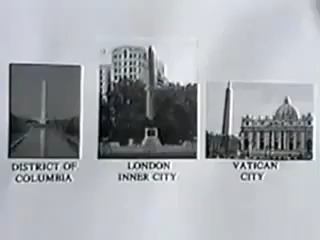 DISTRICT OF
COLUMBIA
LONDON
INNER CITY
VATICAN
CITY